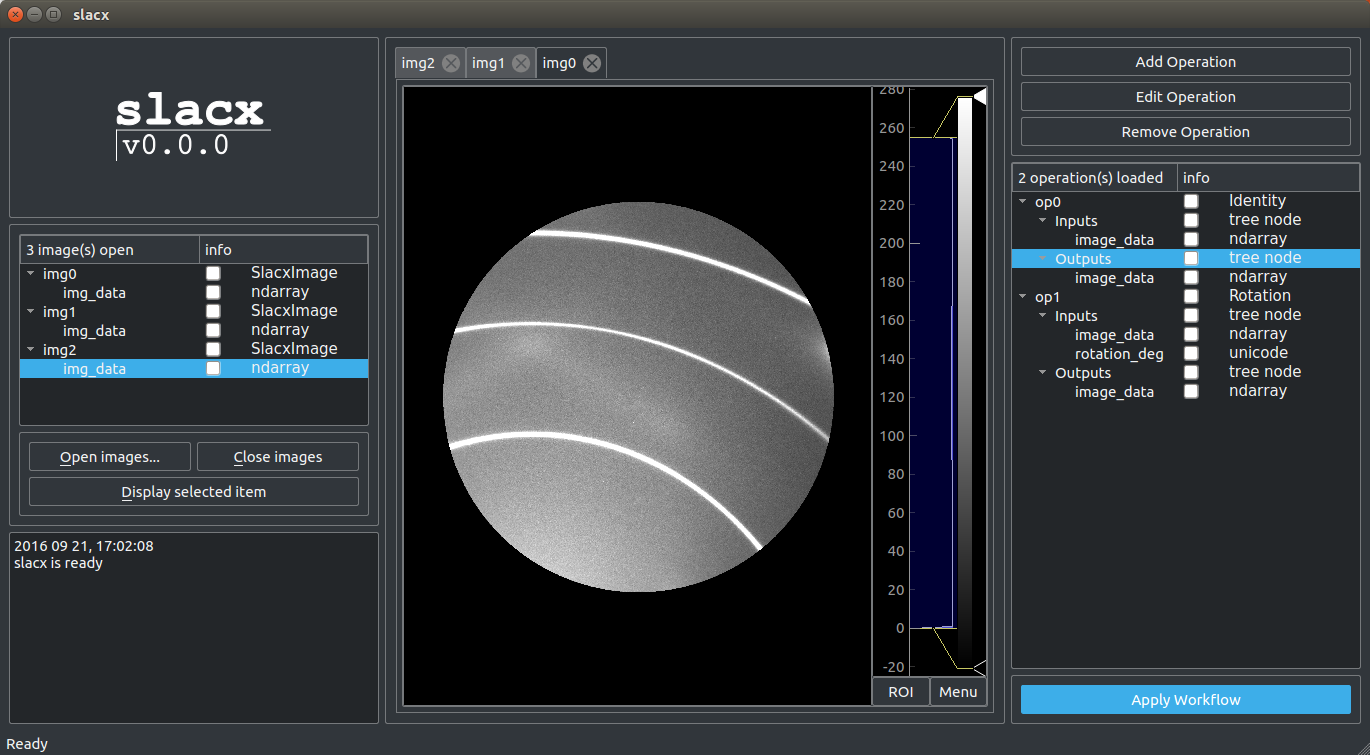 slacx
slacx
v0.0.0
3 image(s) open info
img0 SlacxImage
img_data ndarray
img1 SlacxImage
img_data ndarray
img2 SlacxImage
img_data ndarray
Open images... Close images
Display selected item
2016 09 21, 17:02:08
slacx is ready
img2 img1 img0
280
260
240
220
200
180
160
140
120
100
80
60
40
20
0
-20
ROI Menu
Add Operation
Edit Operation
Remove Operation
2 operation(s) loaded info
op0 Identity
Inputs tree node
image_data ndarray
Outputs tree node
image_data ndarray
op1 Rotation
Inputs tree node
image_data ndarray
rotation_deg unicode
Outputs tree node
image_data ndarray
Apply Workflow
Ready